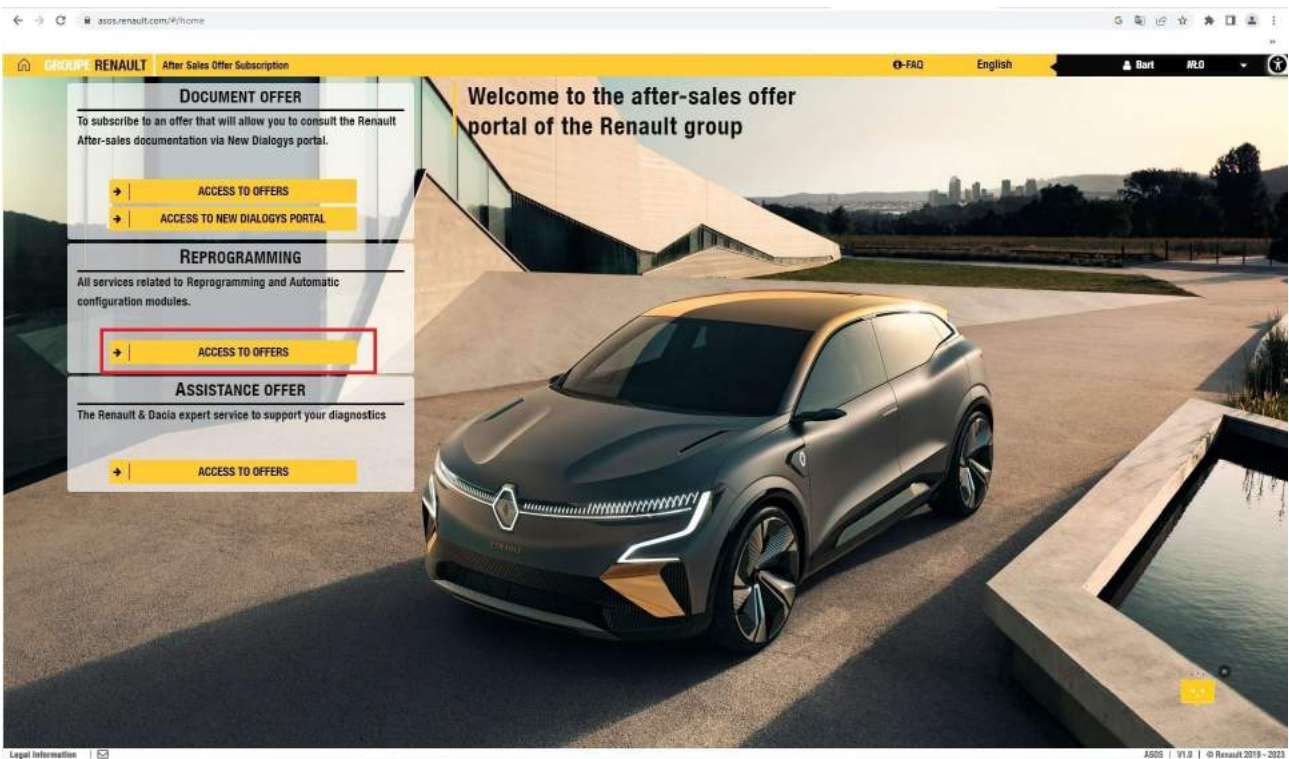 asos.renault.com/#/home
GROUPE RENAULT After Sales Offer Subscription
FAQ English Bart
DOCUMENT OFFER
To subscribe to an offer that will allow you to consult the Renault
After-sales documentation via New Dialogys portal.
ACCESS TO OFFERS
ACCESS TO NEW DIALOGYS PORTAL
REPROGRAMMING
All services related to Reprogramming and Automatic
configuration modules.
ACCESS TO OFFERS
ASSISTANCE OFFER
The Renault & Dacia expert service to support your diagnostics
ACCESS TO OFFERS
Welcome to the after-sales offer
portal of the Renault group
Legal Information
ASOS | V1.0 | © Renault 2019 - 2023